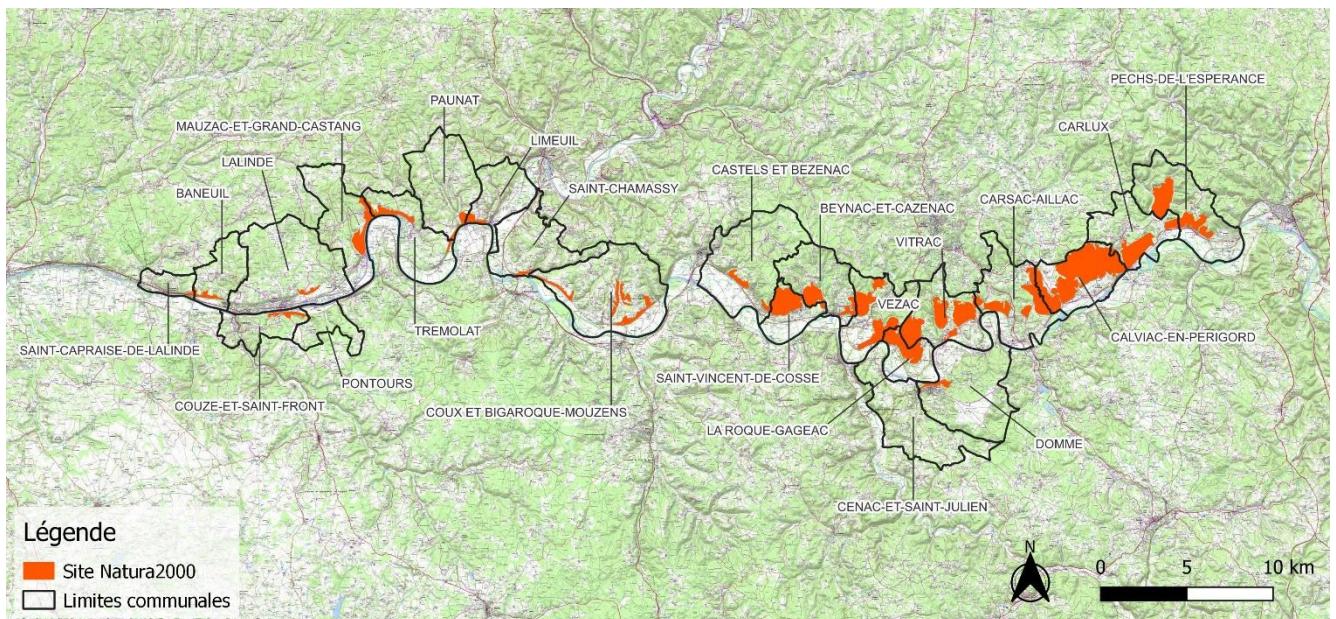 PECHS-DE-L'ESPERANCE
PAUNAT
CARLUX
MAUZAC-ET-GRAND-CASTANG
LIMEUIL
LALINDE
CASTELS ET BEZENAC
SAINT-CHAMASSY
BANEUIL
CARSAC-AILLAC
BEYNAC-ET-CAZENAC
VITRAC
VEZAC
TREMOLAT
CALVIAC-EN-PERIGORD
SAINT-CAPRAISE-DE-LALINDE
SAINT-VINCENT-DE-COSSE
PONTOURS
COUZE-ET-SAINT-FRONT
COUX ET BIGAROQUE-MOUZENS
LA ROQUE-GAGEAC
DOMME
CENAC-ET-SAINT-JULIEN
Légende
Site Natura2000
Limites communales
N
0 5 10 km